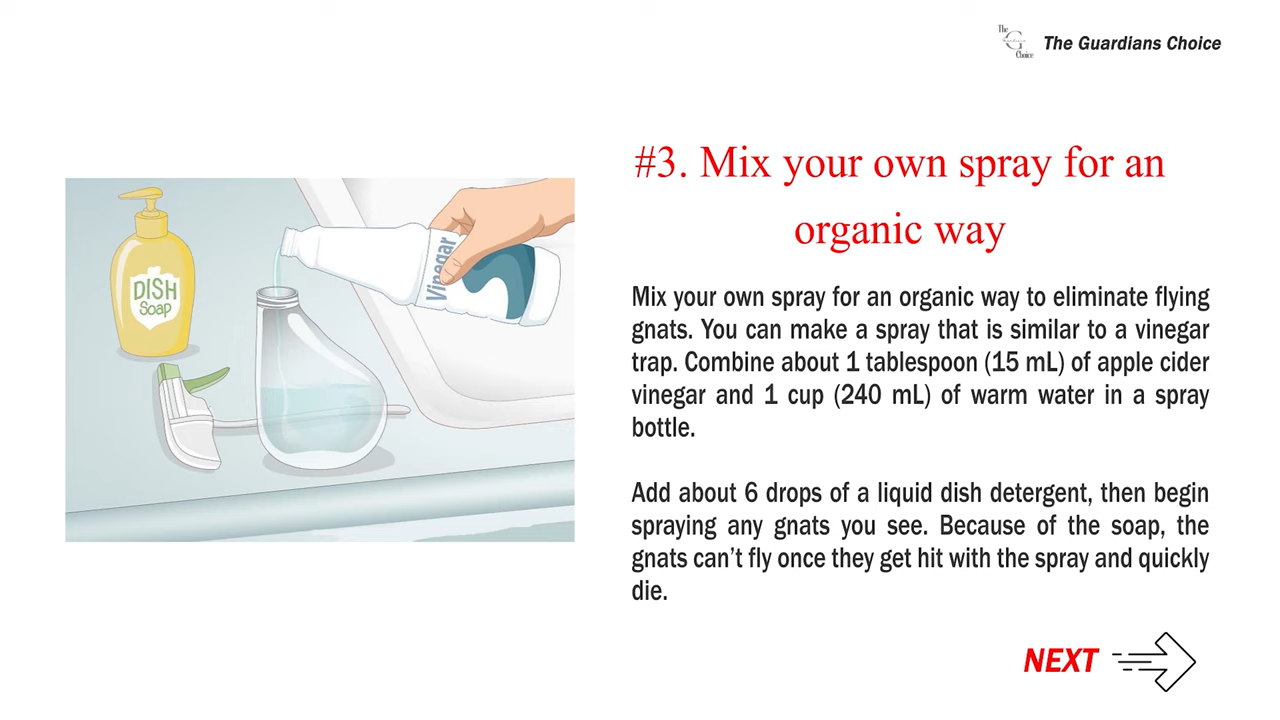 The
G
Choice
The Guardians Choice
#3. Mix your own spray for an
organic way
DISH
Soap
Vinegar
Mix your own spray for an organic way to eliminate flying
gnats. You can make a spray that is similar to a vinegar
trap. Combine about 1 tablespoon (15 mL) of apple cider
vinegar and 1 cup (240 mL) of warm water in a spray
bottle.
Add about 6 drops of a liquid dish detergent, then begin
spraying any gnats you see. Because of the soap, the
gnats can’t fly once they get hit with the spray and quickly
die.
NEXT